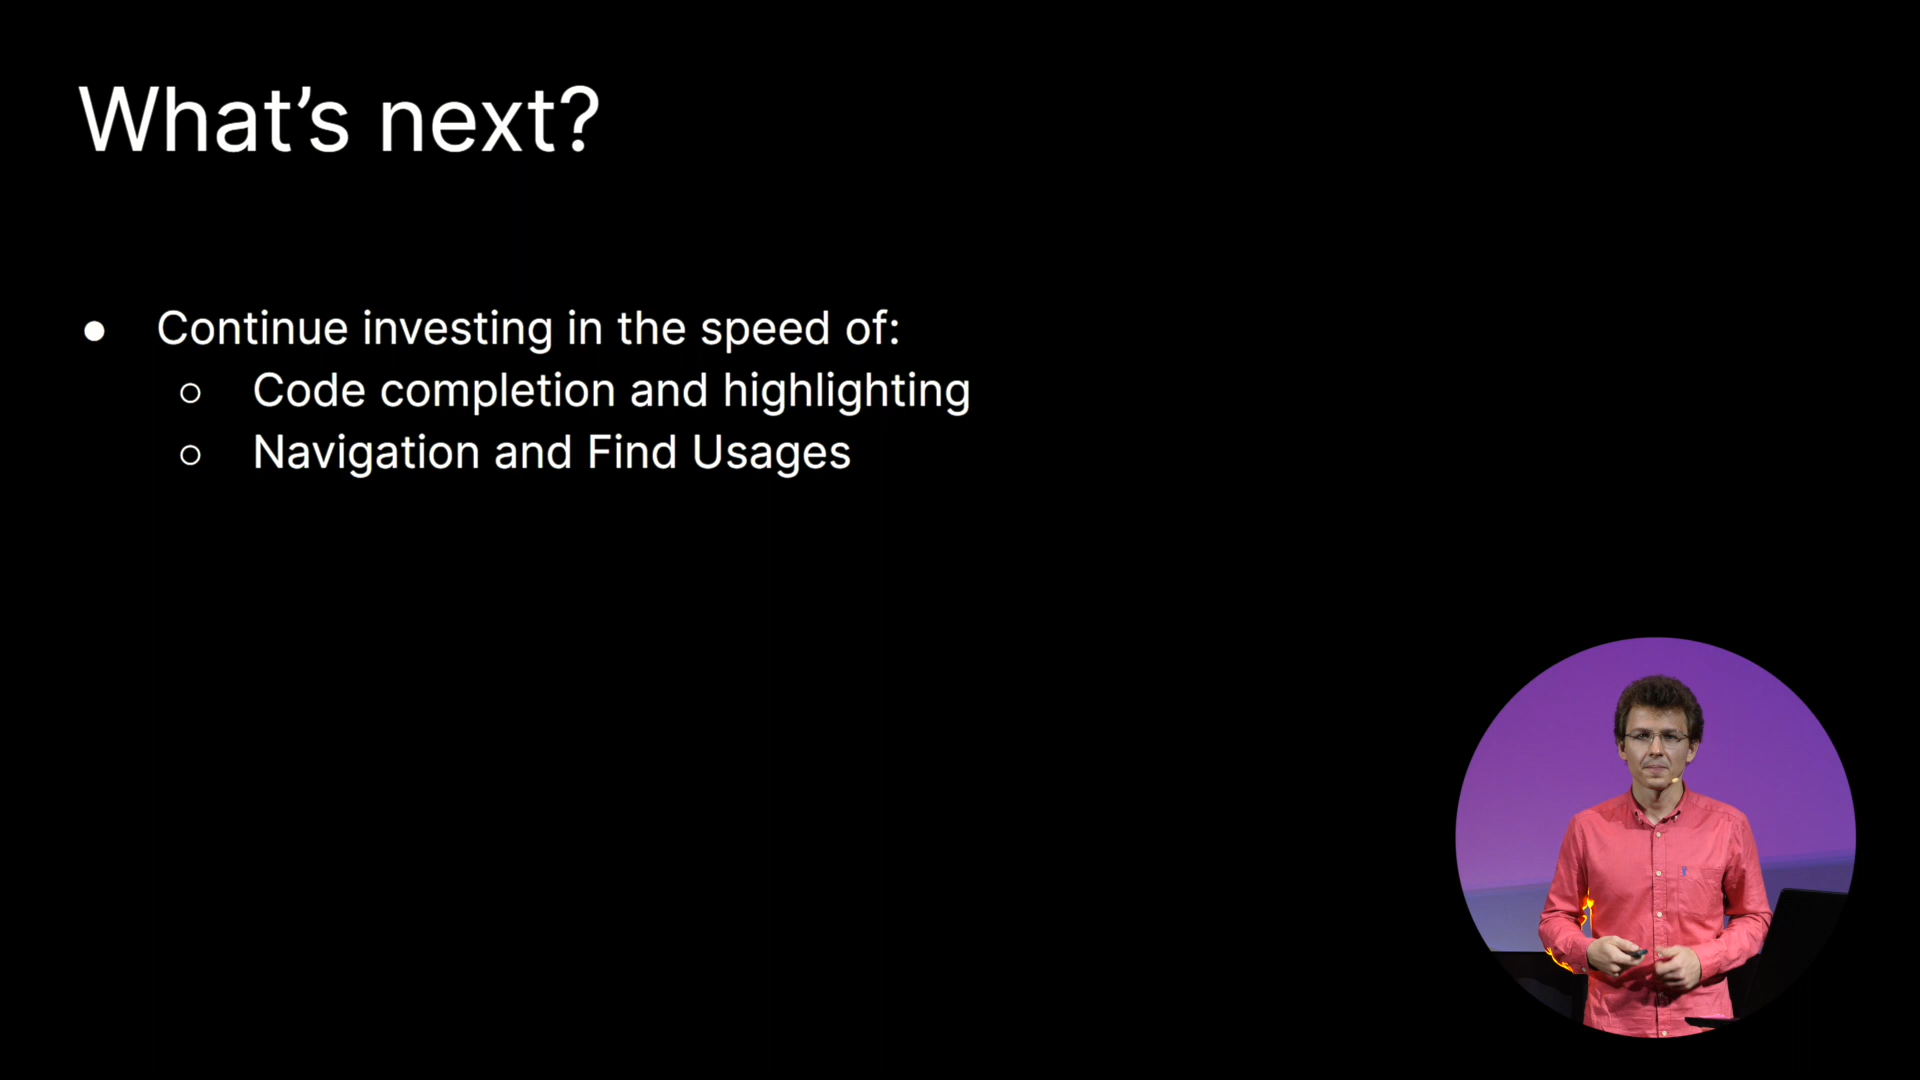 What’s next?
● Continue investing in the speed of:
○ Code completion and highlighting
○ Navigation and Find Usages